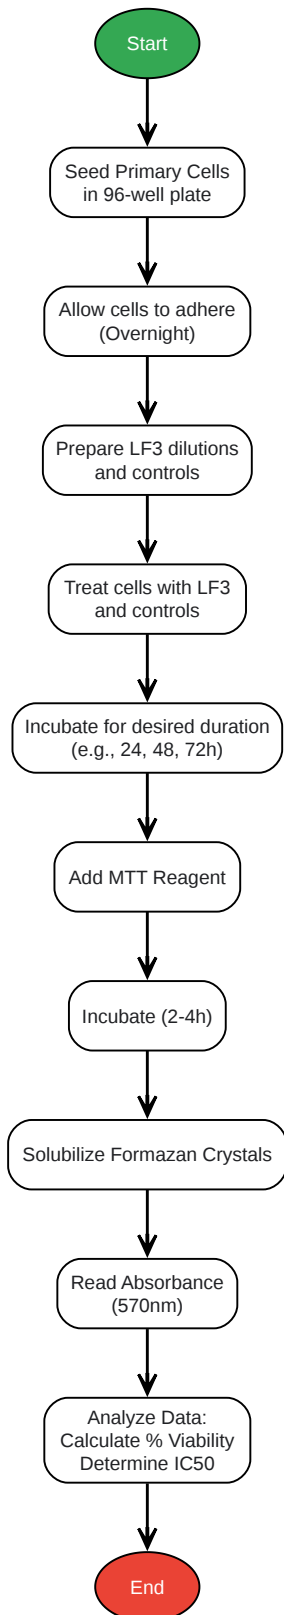 Start
Seed Primary Cells
in 96-well plate
Allow cells to adhere
(Overnight)
Prepare LF3 dilutions
and controls
Treat cells with LF3
and controls
Incubate for desired duration
(e.g., 24, 48, 72h)
Add MTT Reagent
Incubate (2-4h)
Solubilize Formazan Crystals
Read Absorbance
(570nm)
Analyze Data:
Calculate % Viability
Determine IC50
End